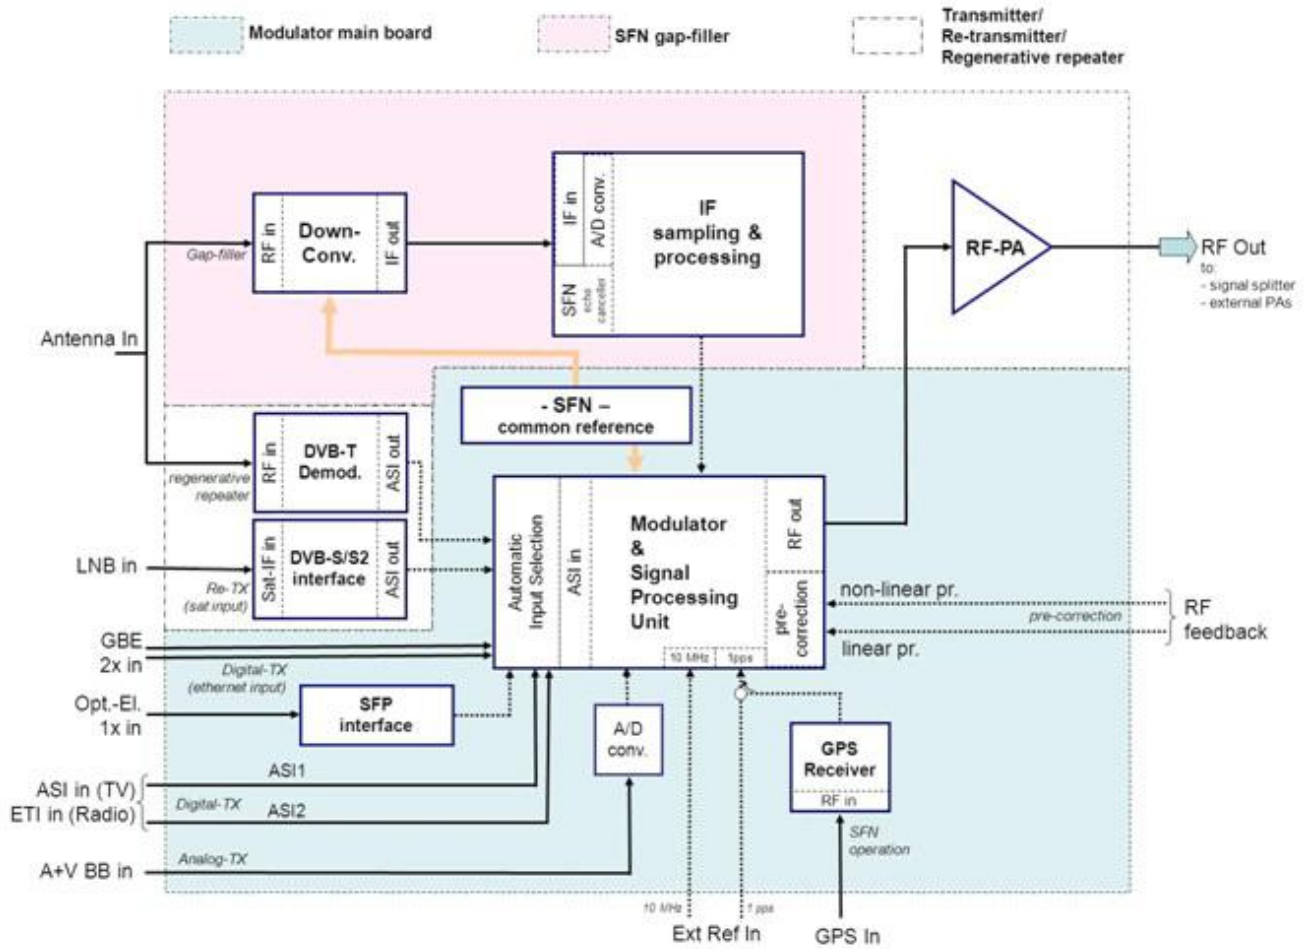 Modulator main board
SFN gap-filler
Transmitter/
Re-transmitter/
Regenerative repeater
RF in
Down-
Conv.
IF out
Gap-filler
IF in
A/D conv.
SFN
echo
canceller
IF
sampling &
processing
RF-PA
RF Out
to:
- signal splitter
- external PAs
Antenna In
- SFN –
common reference
RF in
DVB-T
Demod.
ASI out
regenerative
repeater
LNB in
Sat-IF in
DVB-S/S2
interface
ASI out
Re-TX
(sat input)
Automatic
Input Selection
ASI in
Modulator
&
Signal
Processing
Unit
RF out
pre-
correction
10 MHz
1pps
non-linear pr.
pre-correction
linear pr.
RF
feedback
GBE
2x in
Digital-TX
(ethernet input)
Opt.-El.
1x in
SFP
interface
A/D
conv.
GPS
Receiver
RF in
SFN
operation
ASI in (TV)
ETI in (Radio)
Digital-TX
ASI1
ASI2
A+V BB in
Analog-TX
10 MHz
1 pps
Ext Ref In
GPS In